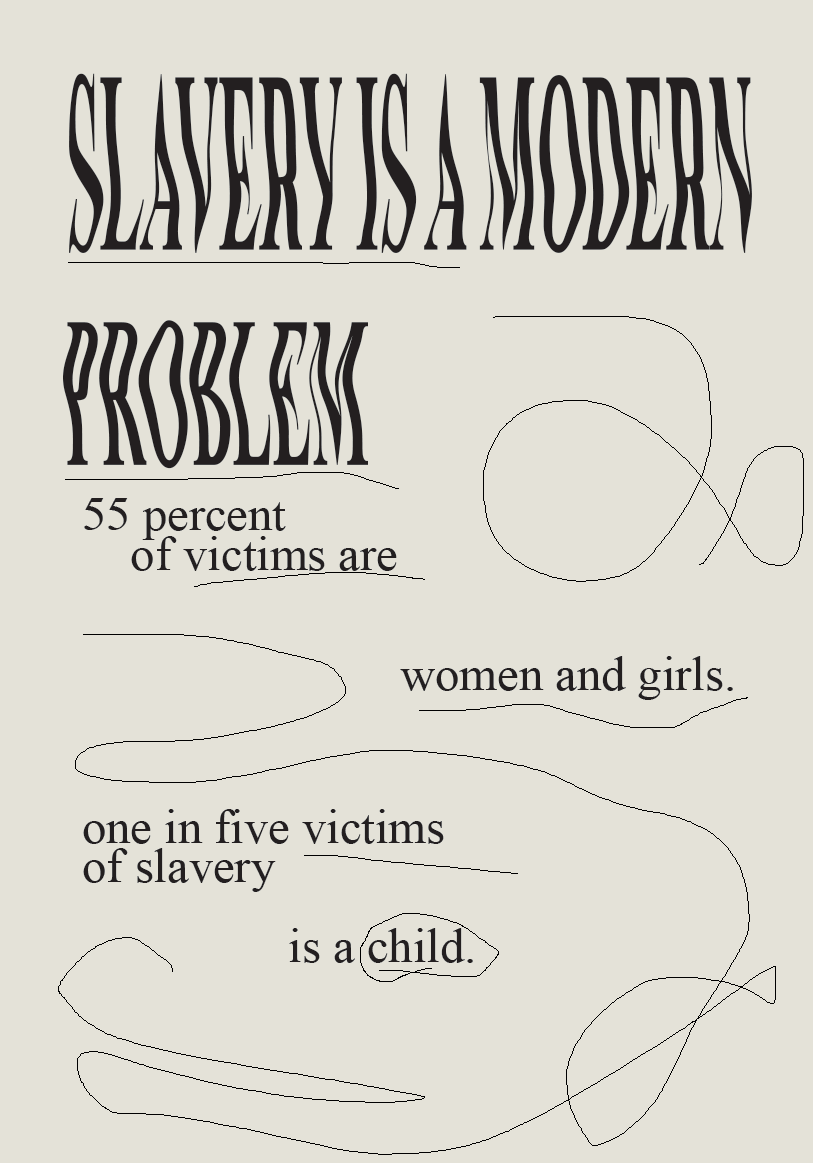 SLAVERY IS A MODERN
PROBLEM
55 percent
of victims are
women and girls.
one in five victims
of slavery
is a child.